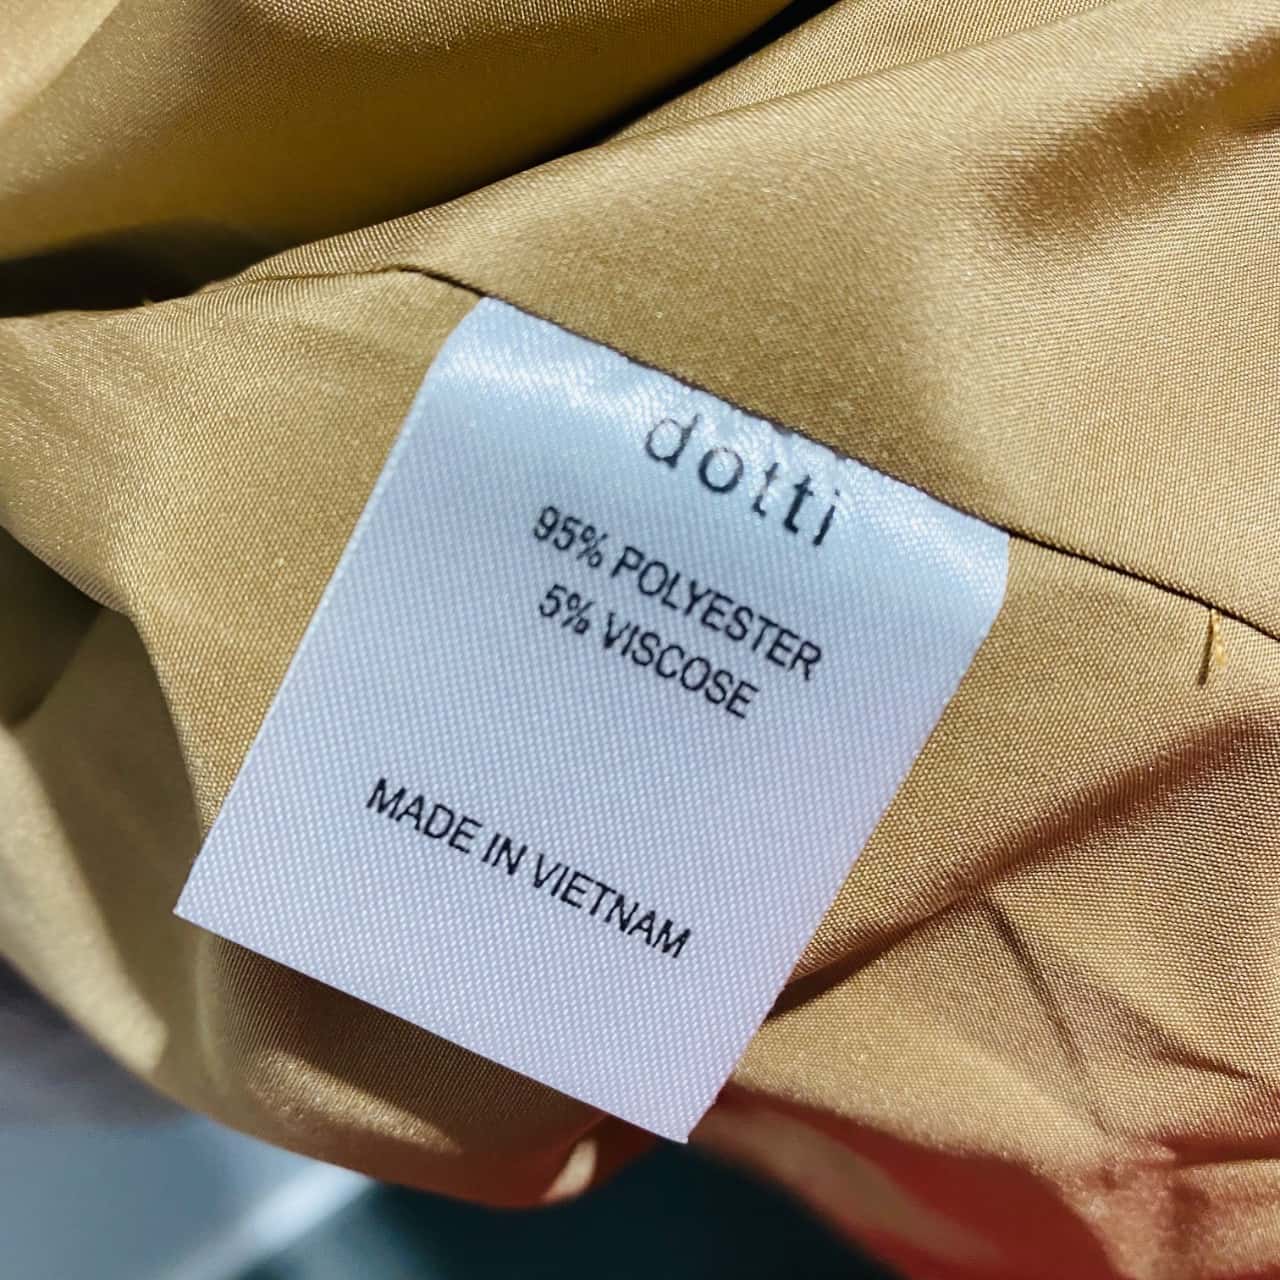 dotti
95% POLYESTER
5% VISCOSE
MADE IN VIETNAM